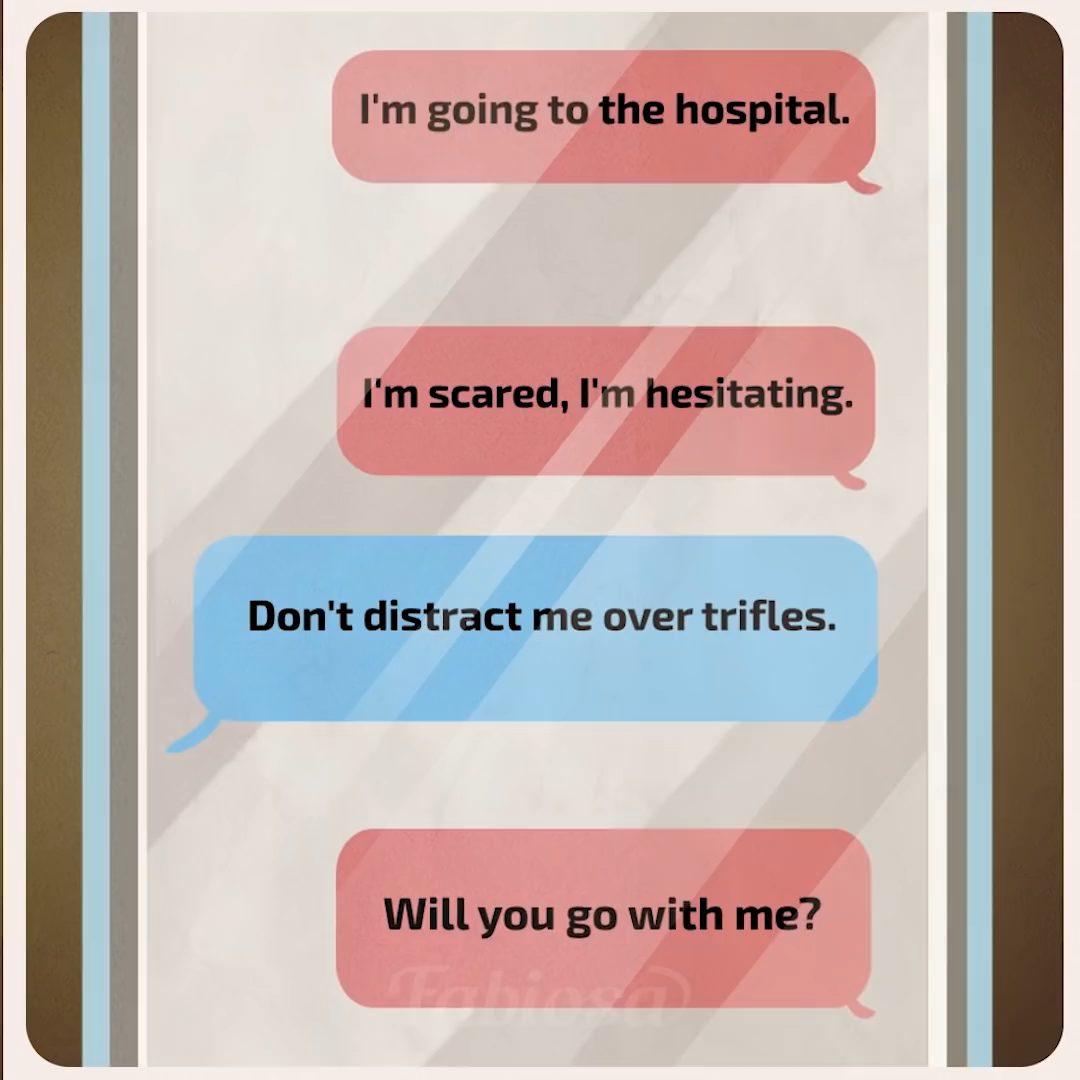 I'm going to the hospital.
I'm scared, I'm hesitating.
Don't distract me over trifles.
Will you go with me?
Fabiosa